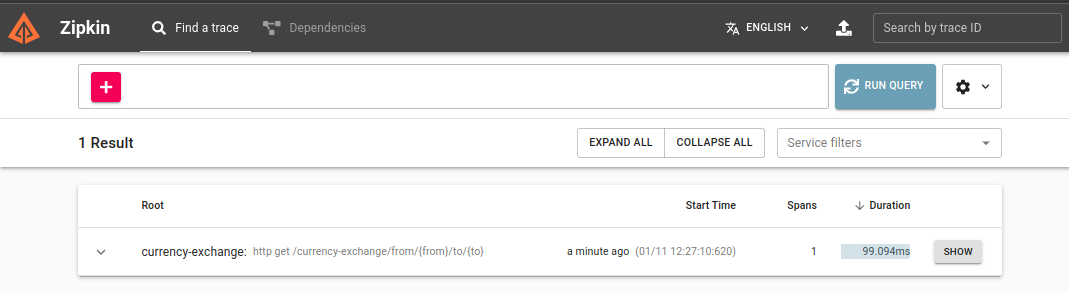 Zipkin Find a trace Dependencies ENGLISH Search by trace ID
RUN QUERY
1 Result EXPAND ALL COLLAPSE ALL Service filters
Root Start Time Spans Duration
currency-exchange: http get /currency-exchange/from/{from}/to/{to} a minute ago (01/11 12:27:10:620) 1 99.094ms SHOW